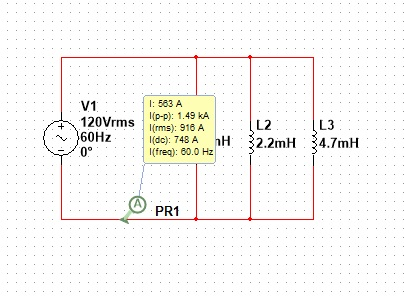 V1
120Vrms
60Hz
0°
I: 563 A
I(p-p): 1.49 kA
I(rms): 916 A
I(dc): 748 A
I(freq): 60.0 Hz
L2
2.2mH
L3
4.7mH
A
PR1